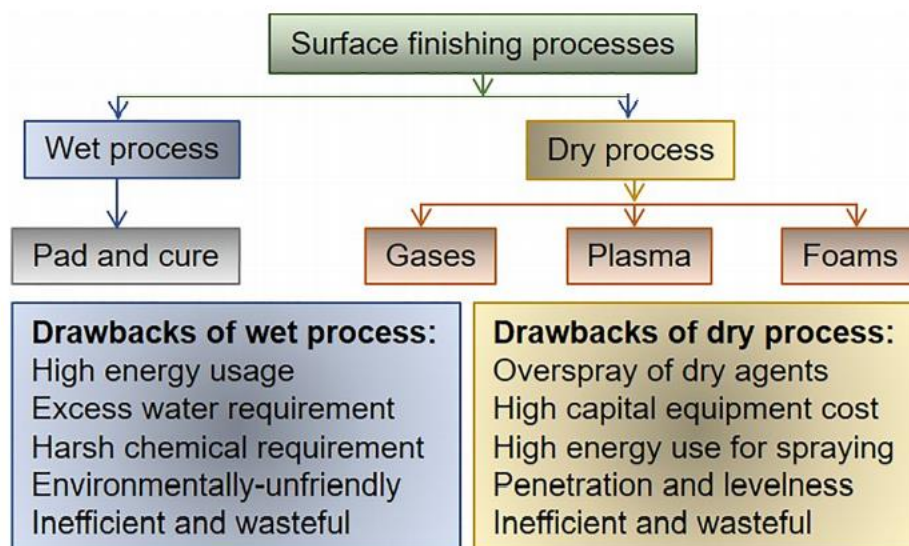 Surface finishing processes
Wet process
Dry process
Pad and cure
Gases
Plasma
Foams
Drawbacks of wet process:
High energy usage
Excess water requirement
Harsh chemical requirement
Environmentally-unfriendly
Inefficient and wasteful
Drawbacks of dry process:
Overspray of dry agents
High capital equipment cost
High energy use for spraying
Penetration and levelness
Inefficient and wasteful